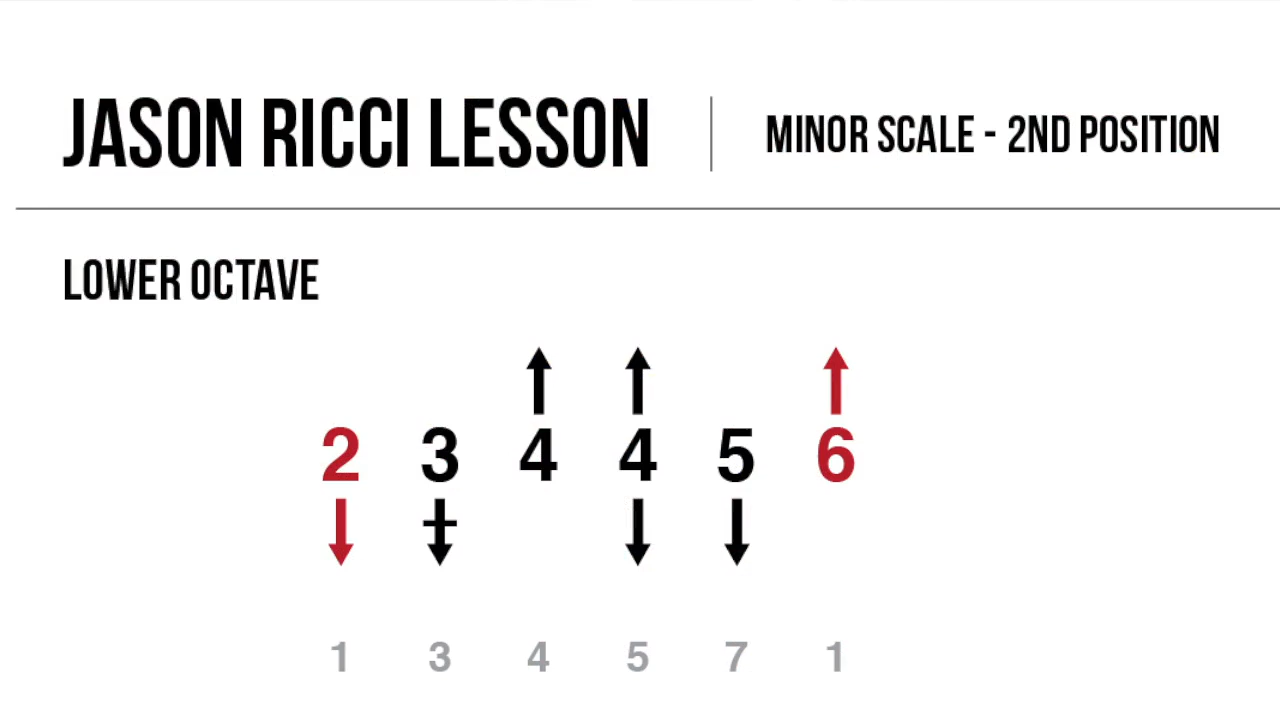 JASON RICCI LESSON
MINOR SCALE - 2ND POSITION
LOWER OCTAVE
2 3 4 4 5 6
1 3 4 5 7 1